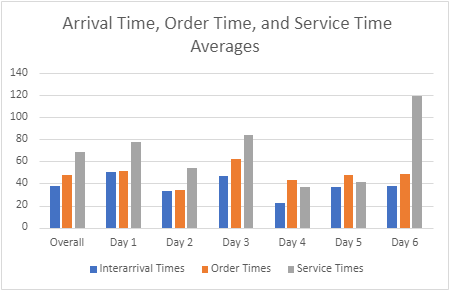 Arrival Time, Order Time, and Service Time
Averages
140
120
100
80
60
40
20
0
Overall Day 1 Day 2 Day 3 Day 4 Day 5 Day 6
Interarrival Times Order Times Service Times